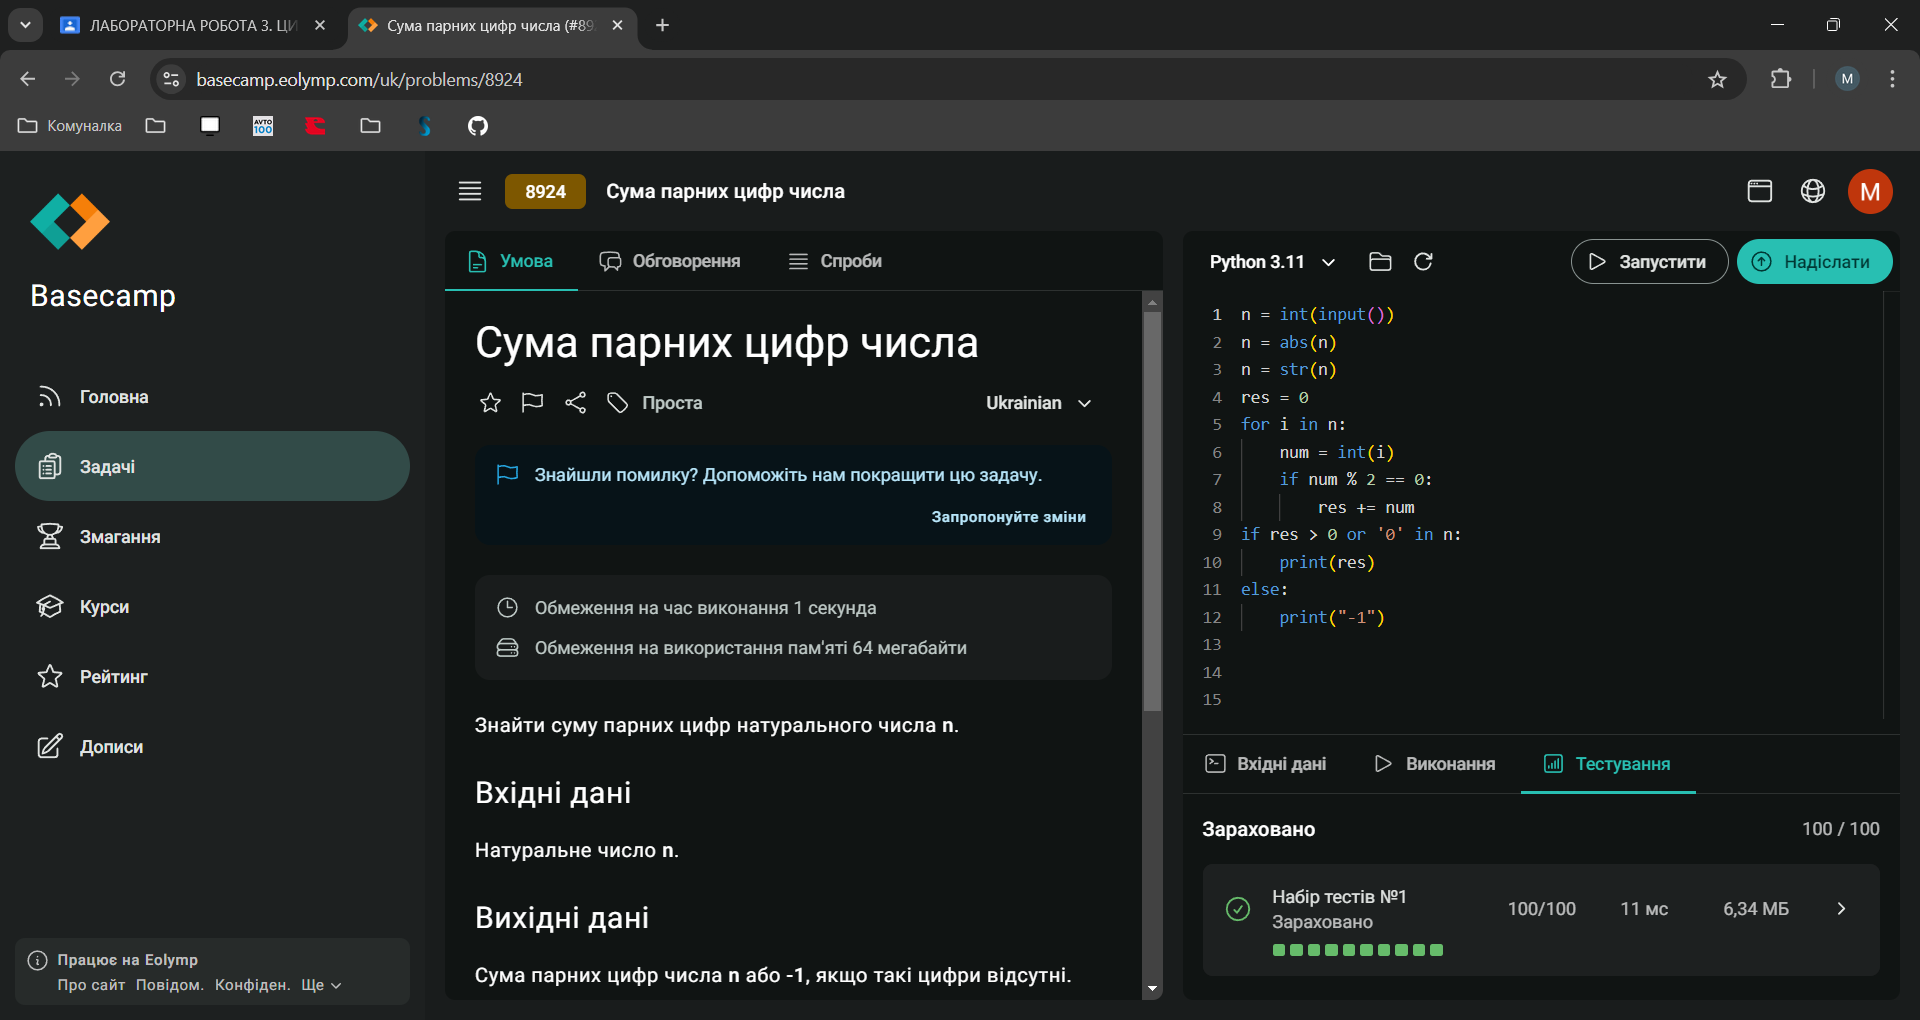 ЛАБОРАТОРНА РОБОТА 3. ЦИ
Сума парних цифр числа (#89
basecamp.eolymp.com/uk/problems/8924
M
Комуналка
AVTO
100
Basecamp
Головна
Задачі
Змагання
Курси
Рейтинг
Дописи
Працює на Eolymp
Про сайт Повідом. Конфіден. Ще
8924 Сума парних цифр числа
M
Умова Обговорення Спроби
Сума парних цифр числа
Проста
Ukrainian
Знайшли помилку? Допоможіть нам покращити цю задачу.
Запропонуйте зміни
Обмеження на час виконання 1 секунда
Обмеження на використання пам'яті 64 мегабайти
Знайти суму парних цифр натурального числа n.
Вхідні дані
Натуральне число n.
Вихідні дані
Сума парних цифр числа n або -1, якщо такі цифри відсутні.
Python 3.11
Запустити
Надіслати
1 n = int(input())
2 n = abs(n)
3 n = str(n)
4 res = 0
5 for i in n:
6 num = int(i)
7 if num % 2 == 0:
8 res += num
9 if res > 0 or '0' in n:
10 print(res)
11 else:
12 print("-1")
13
14
15
Вхідні дані Виконання Тестування
Зараховано 100 / 100
Набір тестів №1
Зараховано
100/100 11 мс 6,34 МБ